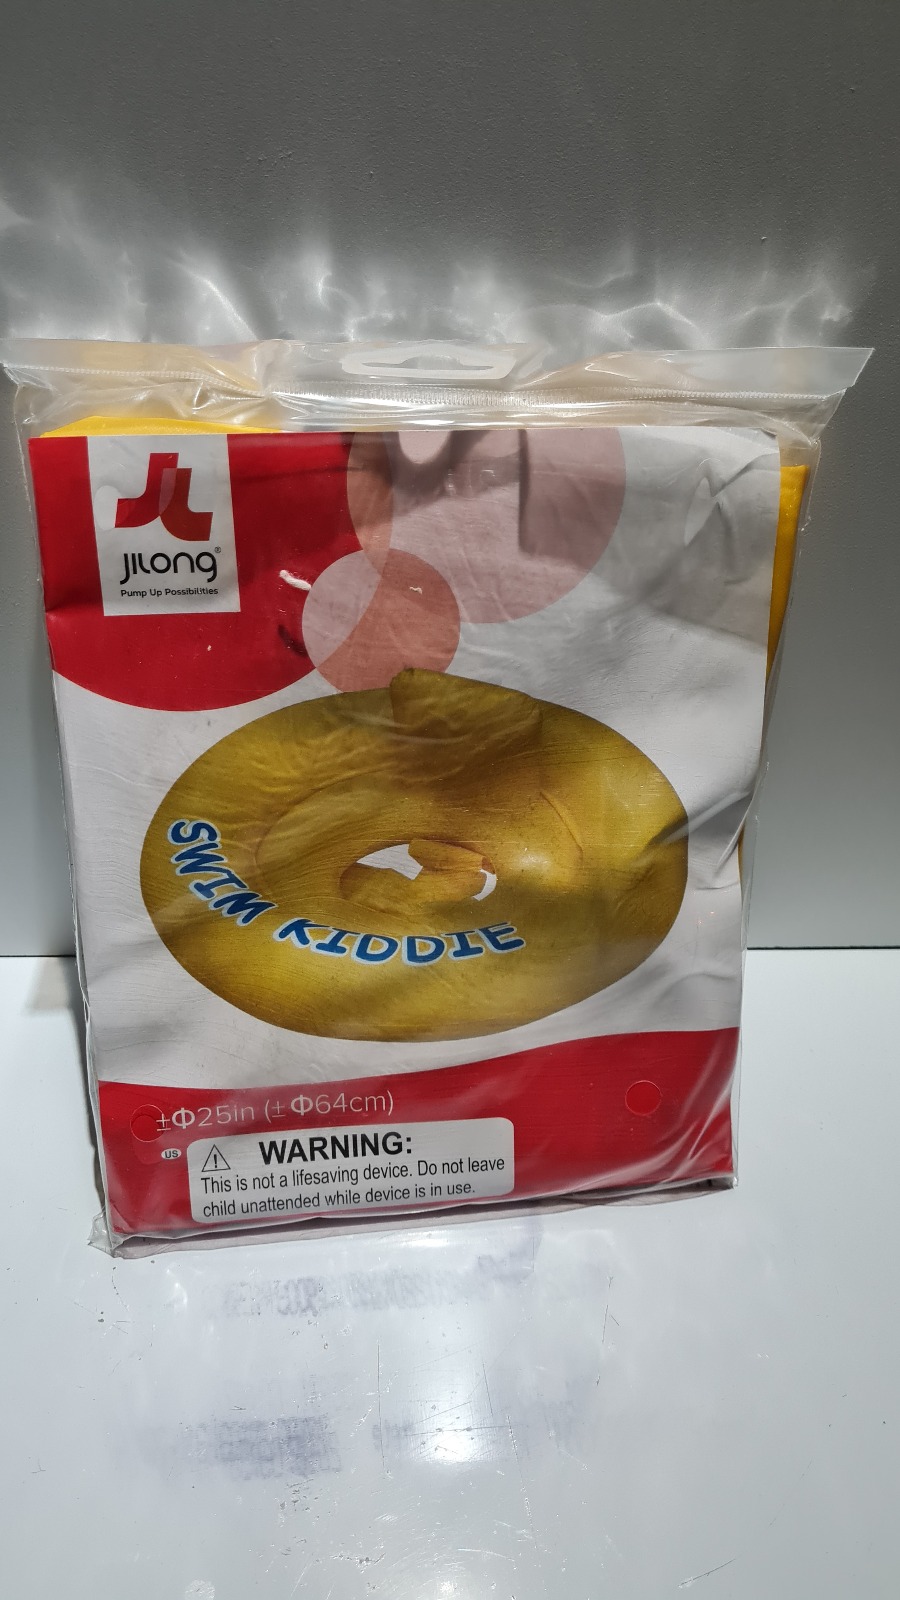 JILONG®
Pump Up Possibilities
SWIM KIDDIE
±Φ25in (±Φ64cm)
US
WARNING:
This is not a lifesaving device. Do not leave
child unattended while device is in use.